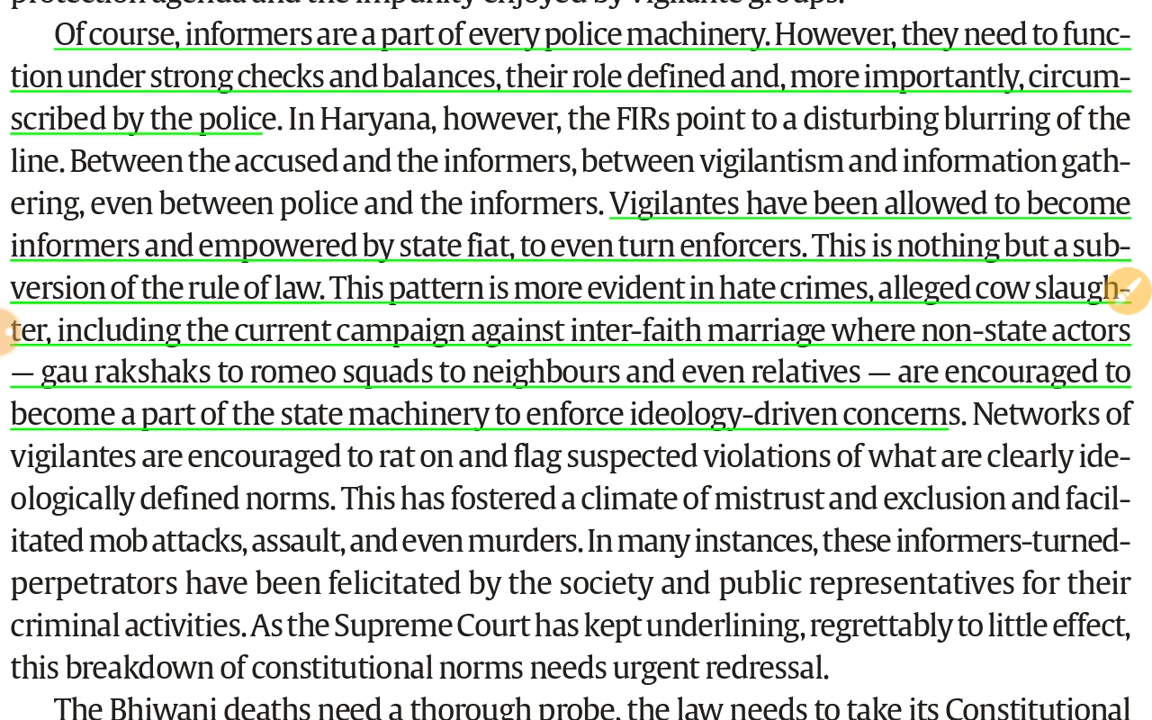 protection agenda and the impunity enjoyed by vigilante groups.
Of course, informers are a part of every police machinery. However, they need to func-
tion under strong checks and balances, their role defined and, more importantly, circum-
scribed by the police. In Haryana, however, the FIRs point to a disturbing blurring of the
line. Between the accused and the informers, between vigilantism and information gath-
ering, even between police and the informers. Vigilantes have been allowed to become
informers and empowered by state fiat, to even turn enforcers. This is nothing but a sub-
version of the rule of law. This pattern is more evident in hate crimes, alleged cow slaugh-
ter, including the current campaign against inter-faith marriage where non-state actors
— gau rakshaks to romeo squads to neighbours and even relatives — are encouraged to
become a part of the state machinery to enforce ideology-driven concerns. Networks of
vigilantes are encouraged to rat on and flag suspected violations of what are clearly ide-
ologically defined norms. This has fostered a climate of mistrust and exclusion and facil-
itated mob attacks, assault, and even murders. In many instances, these informers-turned-
perpetrators have been felicitated by the society and public representatives for their
criminal activities. As the Supreme Court has kept underlining, regrettably to little effect,
this breakdown of constitutional norms needs urgent redressal.
The Bhiwani deaths need a thorough probe, the law needs to take its Constitutional